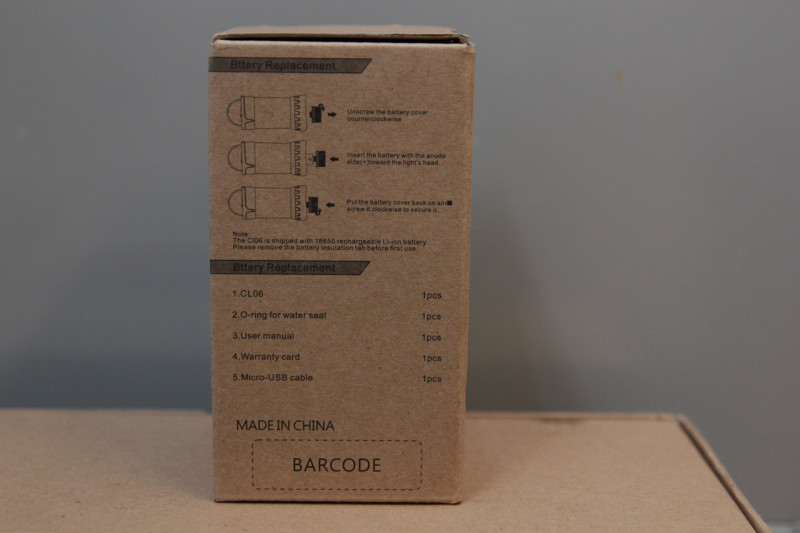 Bttery Replacement
Unscrew the battery cover
counterclockwise
Insert the battery with the anode
side(+)toward the light's head.
Put the battery cover back on and
screw it clockwise to secure it.
Note:
The Cl06 is shipped with 18650 rechargeable Li-ion battery.
Please remove the battery insulation tab before first use.
Bttery Replacement
1.CL06 1pcs
2.O-ring for water seal 1pcs
3.User manual 1pcs
4.Warranty card 1pcs
5.Micro-USB cable 1pcs
MADE IN CHINA
BARCODE